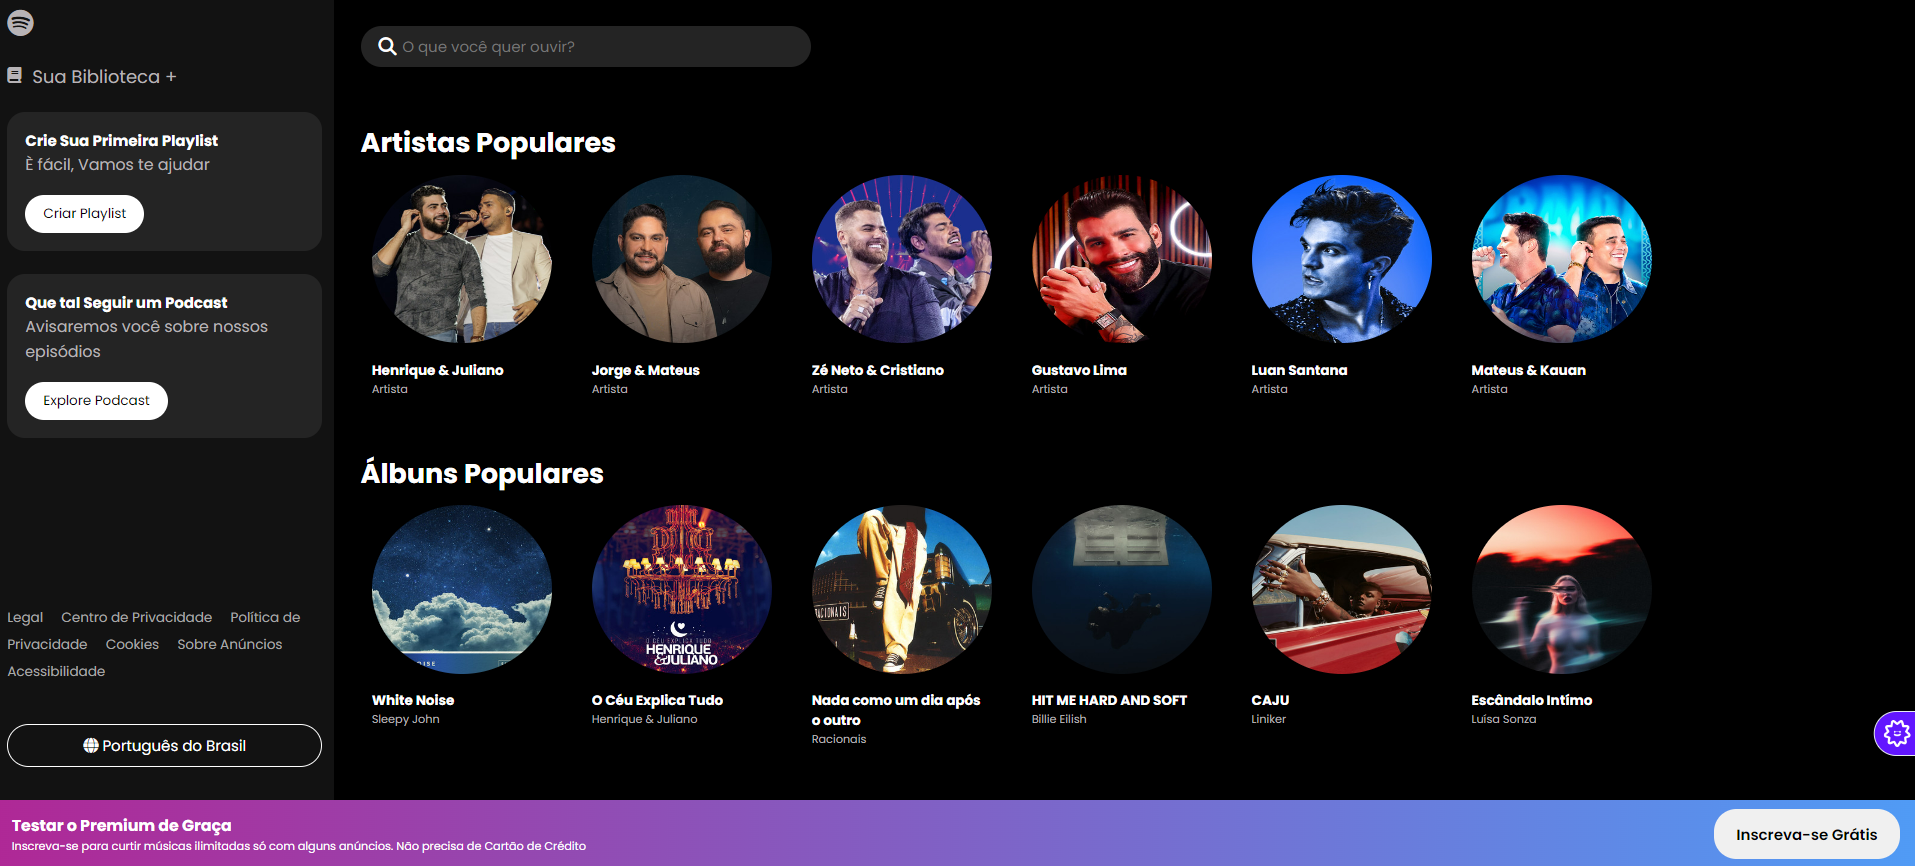 Sua Biblioteca +
Crie Sua Primeira Playlist
È fácil, Vamos te ajudar
Criar Playlist
Que tal Seguir um Podcast
Avisaremos você sobre nossos
episódios
Explore Podcast
Legal Centro de Privacidade Política de
Privacidade Cookies Sobre Anúncios
Acessibilidade
Português do Brasil
O que você quer ouvir?
Artistas Populares
Henrique & Juliano
Artista
Jorge & Mateus
Artista
Zé Neto & Cristiano
Artista
Gustavo Lima
Artista
Luan Santana
Artista
Mateus & Kauan
Artista
Álbuns Populares
O CÉU EXPLICA TUDO
HENRIQUE
&JULIANO
RACIONAIS
White Noise
Sleepy John
O Céu Explica Tudo
Henrique & Juliano
Nada como um dia após
o outro
Racionais
HIT ME HARD AND SOFT
Billie Eilish
CAJU
Liniker
Escândalo Intímo
Luísa Sonza
Testar o Premium de Graça
Inscreva-se para curtir músicas ilimitadas só com alguns anúncios. Não precisa de Cartão de Crédito
Inscreva-se Grátis